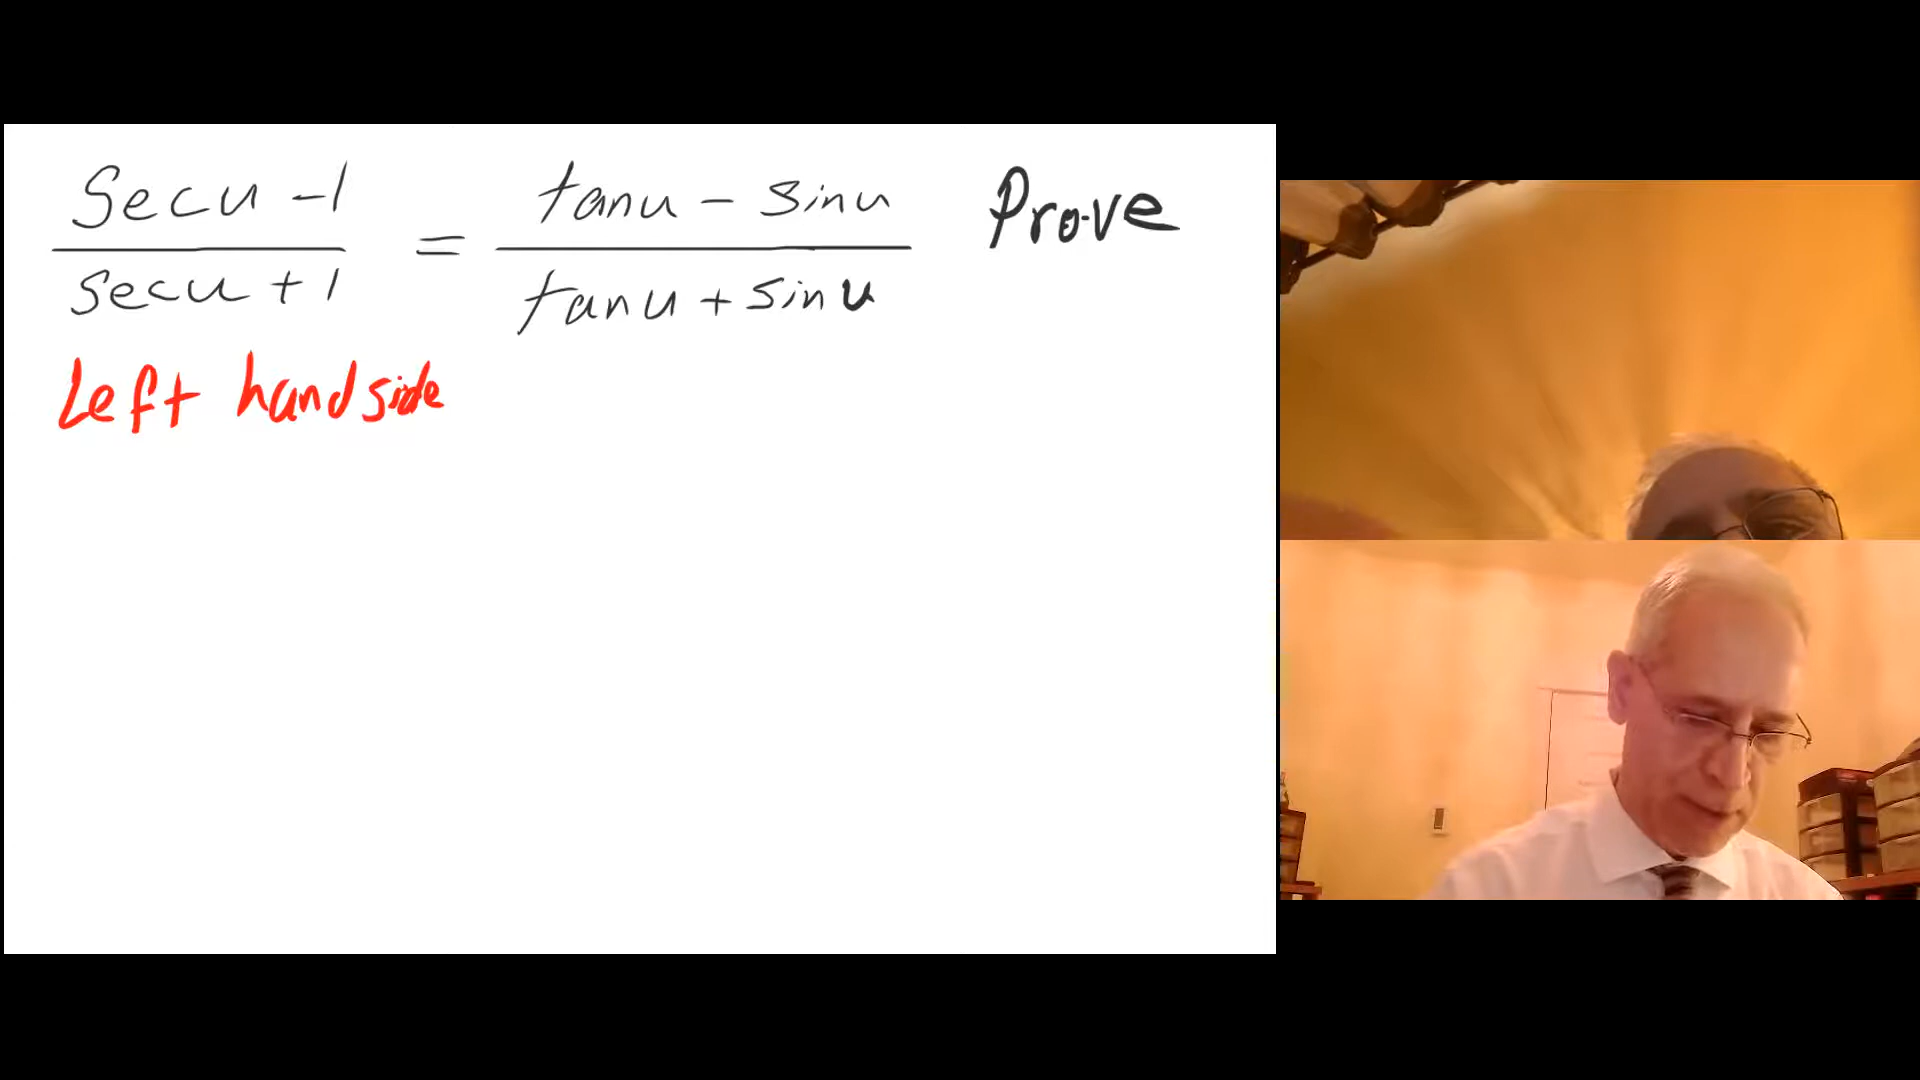 secu - 1 / secu + 1 = tanu - sinu / tanu + sinu Prove
Left hand side